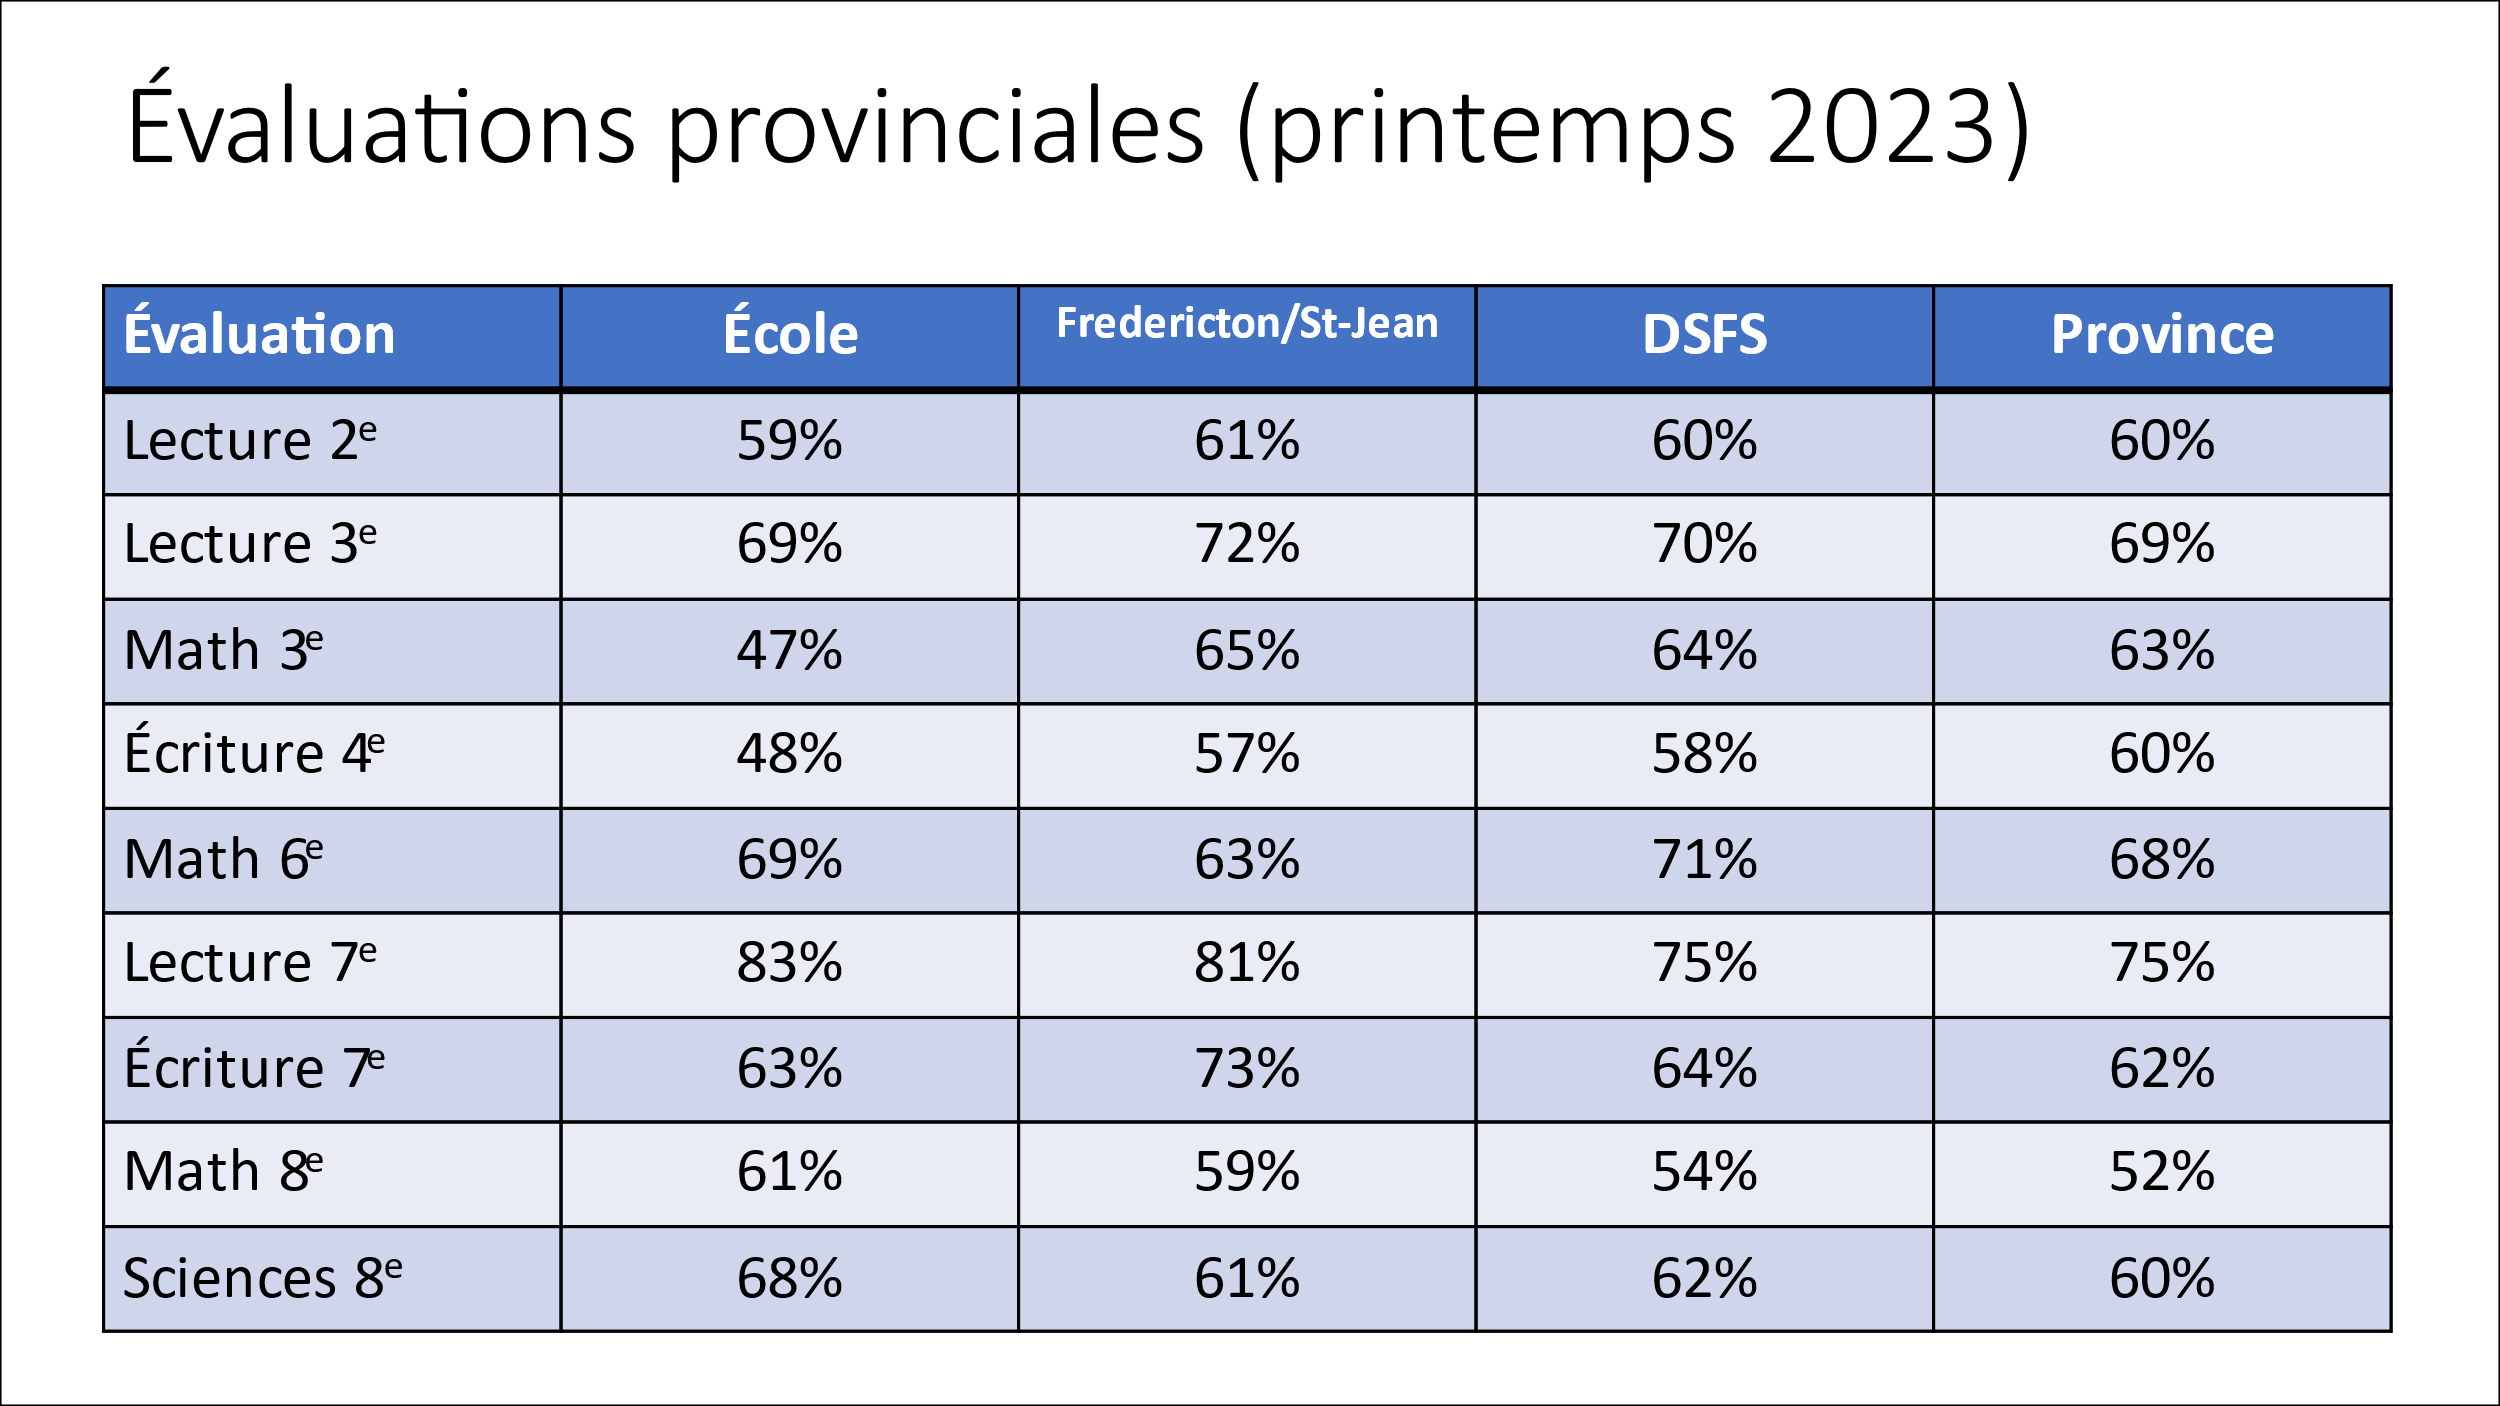 Évaluations provinciales (printemps 2023)
Évaluation École Fredericton/St-Jean DSFS Province
Lecture 2e 59% 61% 60% 60%
Lecture 3e 69% 72% 70% 69%
Math 3e 47% 65% 64% 63%
Écriture 4e 48% 57% 58% 60%
Math 6e 69% 63% 71% 68%
Lecture 7e 83% 81% 75% 75%
Écriture 7e 63% 73% 64% 62%
Math 8e 61% 59% 54% 52%
Sciences 8e 68% 61% 62% 60%